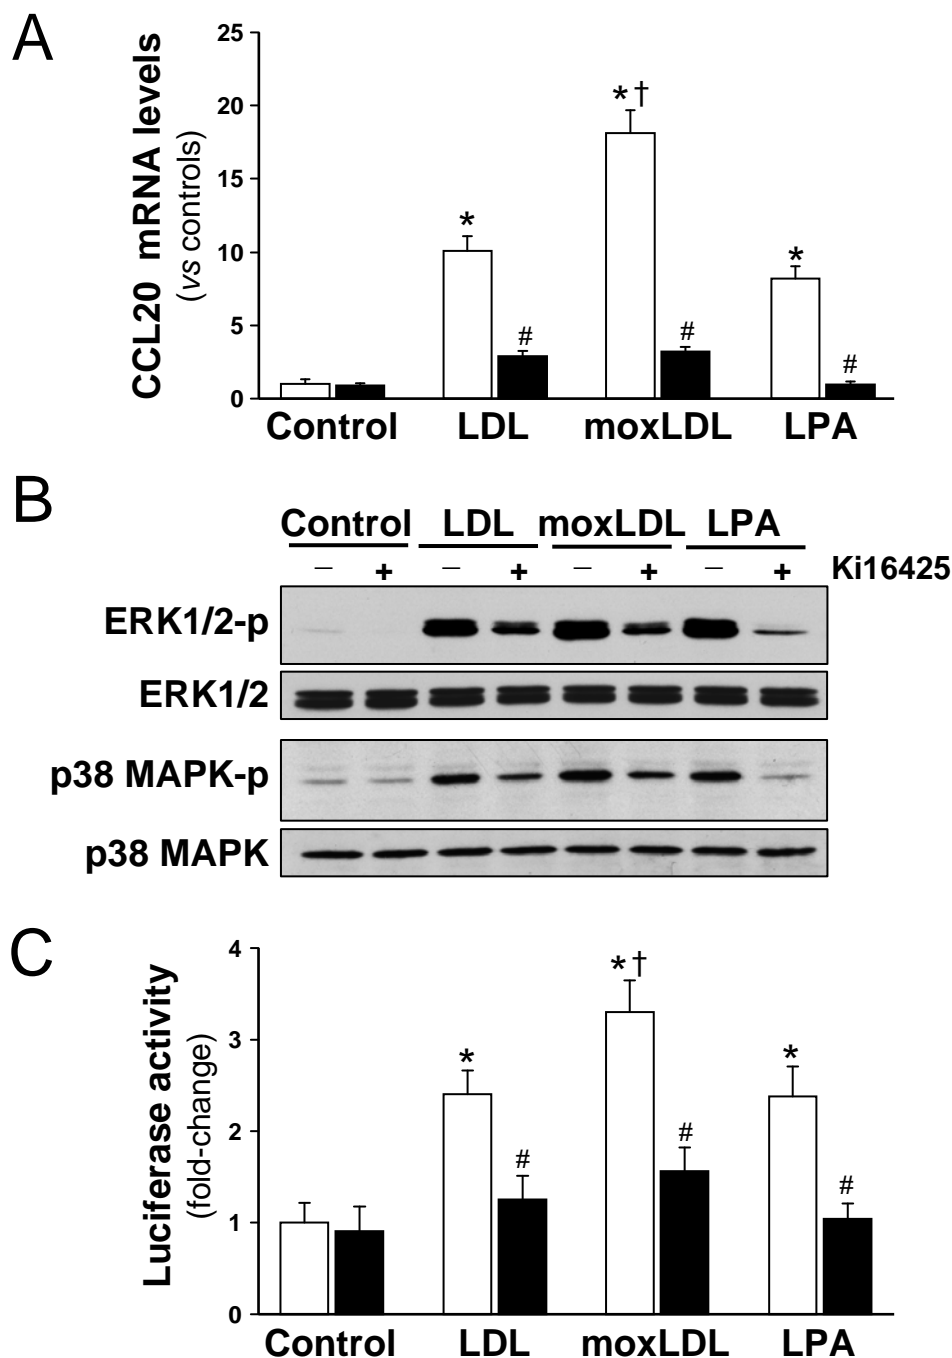 A
CCL20 mRNA levels
(vs controls)
25
20
15
10
5
0
*
#
*†
#
*
#
Control LDL moxLDL LPA
B
Control LDL moxLDL LPA
– + – + – + – + Ki16425
ERK1/2-p
ERK1/2
p38 MAPK-p
p38 MAPK
C
Luciferase activity
(fold-change)
4
3
2
1
0
*
#
*†
#
*
#
Control LDL moxLDL LPA